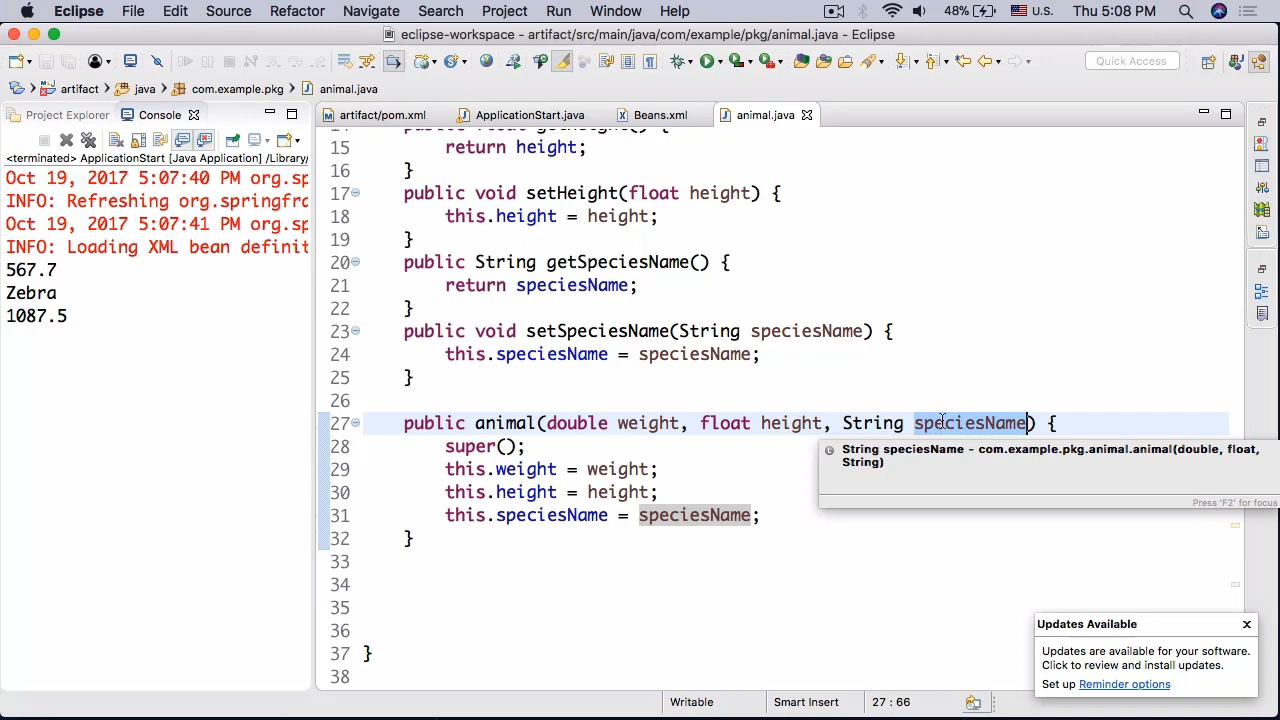 Eclipse File Edit Source Refactor Navigate Search Project Run Window Help 48% U.S. Thu 5:08 PM
eclipse-workspace - artifact/src/main/java/com/example/pkg/animal.java - Eclipse
Quick Access
artifact java com.example.pkg animal.java
Project Explorer Console
<terminated> ApplicationStart [Java Application] /Library/
Oct 19, 2017 5:07:40 PM org.sp
INFO: Refreshing org.springfra
Oct 19, 2017 5:07:41 PM org.sp
INFO: Loading XML bean definit
567.7
Zebra
1087.5
artifact/pom.xml ApplicationStart.java Beans.xml animal.java
14 public float getHeight() {
15 return height;
16 }
17 public void setHeight(float height) {
18 this.height = height;
19 }
20 public String getSpeciesName() {
21 return speciesName;
22 }
23 public void setSpeciesName(String speciesName) {
24 this.speciesName = speciesName;
25 }
26
27 public animal(double weight, float height, String speciesName) {
28 super();
29 this.weight = weight;
30 this.height = height;
31 this.speciesName = speciesName;
32 }
33
34
35
36
37 }
38
String speciesName - com.example.pkg.animal.animal(double, float,
String)
Press 'F2' for focus
Updates Available
Updates are available for your software.
Click to review and install updates.
Set up Reminder options
Writable Smart Insert 27 : 66